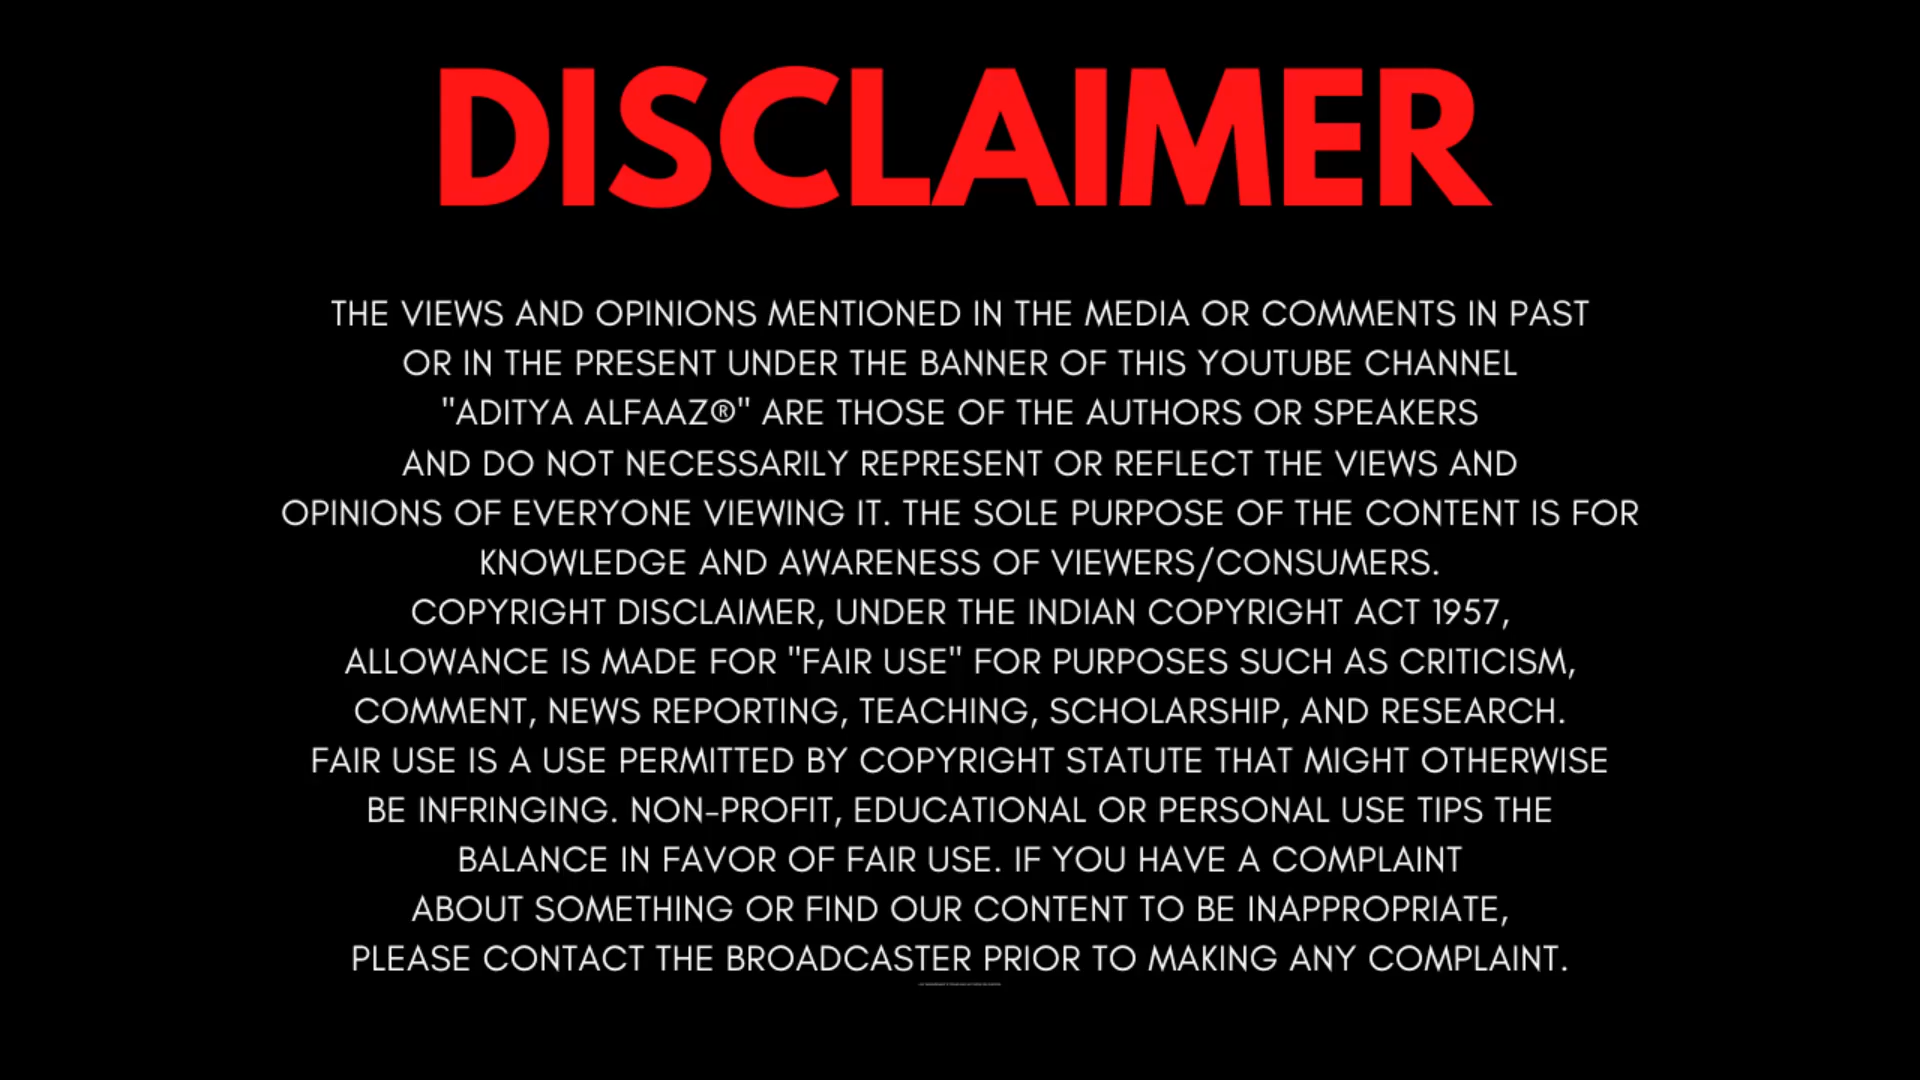 DISCLAIMER
THE VIEWS AND OPINIONS MENTIONED IN THE MEDIA OR COMMENTS IN PAST
OR IN THE PRESENT UNDER THE BANNER OF THIS YOUTUBE CHANNEL
"ADITYA ALFAAZ®" ARE THOSE OF THE AUTHORS OR SPEAKERS
AND DO NOT NECESSARILY REPRESENT OR REFLECT THE VIEWS AND
OPINIONS OF EVERYONE VIEWING IT. THE SOLE PURPOSE OF THE CONTENT IS FOR
KNOWLEDGE AND AWARENESS OF VIEWERS/CONSUMERS.
COPYRIGHT DISCLAIMER, UNDER THE INDIAN COPYRIGHT ACT 1957,
ALLOWANCE IS MADE FOR "FAIR USE" FOR PURPOSES SUCH AS CRITICISM,
COMMENT, NEWS REPORTING, TEACHING, SCHOLARSHIP, AND RESEARCH.
FAIR USE IS A USE PERMITTED BY COPYRIGHT STATUTE THAT MIGHT OTHERWISE
BE INFRINGING. NON-PROFIT, EDUCATIONAL OR PERSONAL USE TIPS THE
BALANCE IN FAVOR OF FAIR USE. IF YOU HAVE A COMPLAINT
ABOUT SOMETHING OR FIND OUR CONTENT TO BE INAPPROPRIATE,
PLEASE CONTACT THE BROADCASTER PRIOR TO MAKING ANY COMPLAINT.